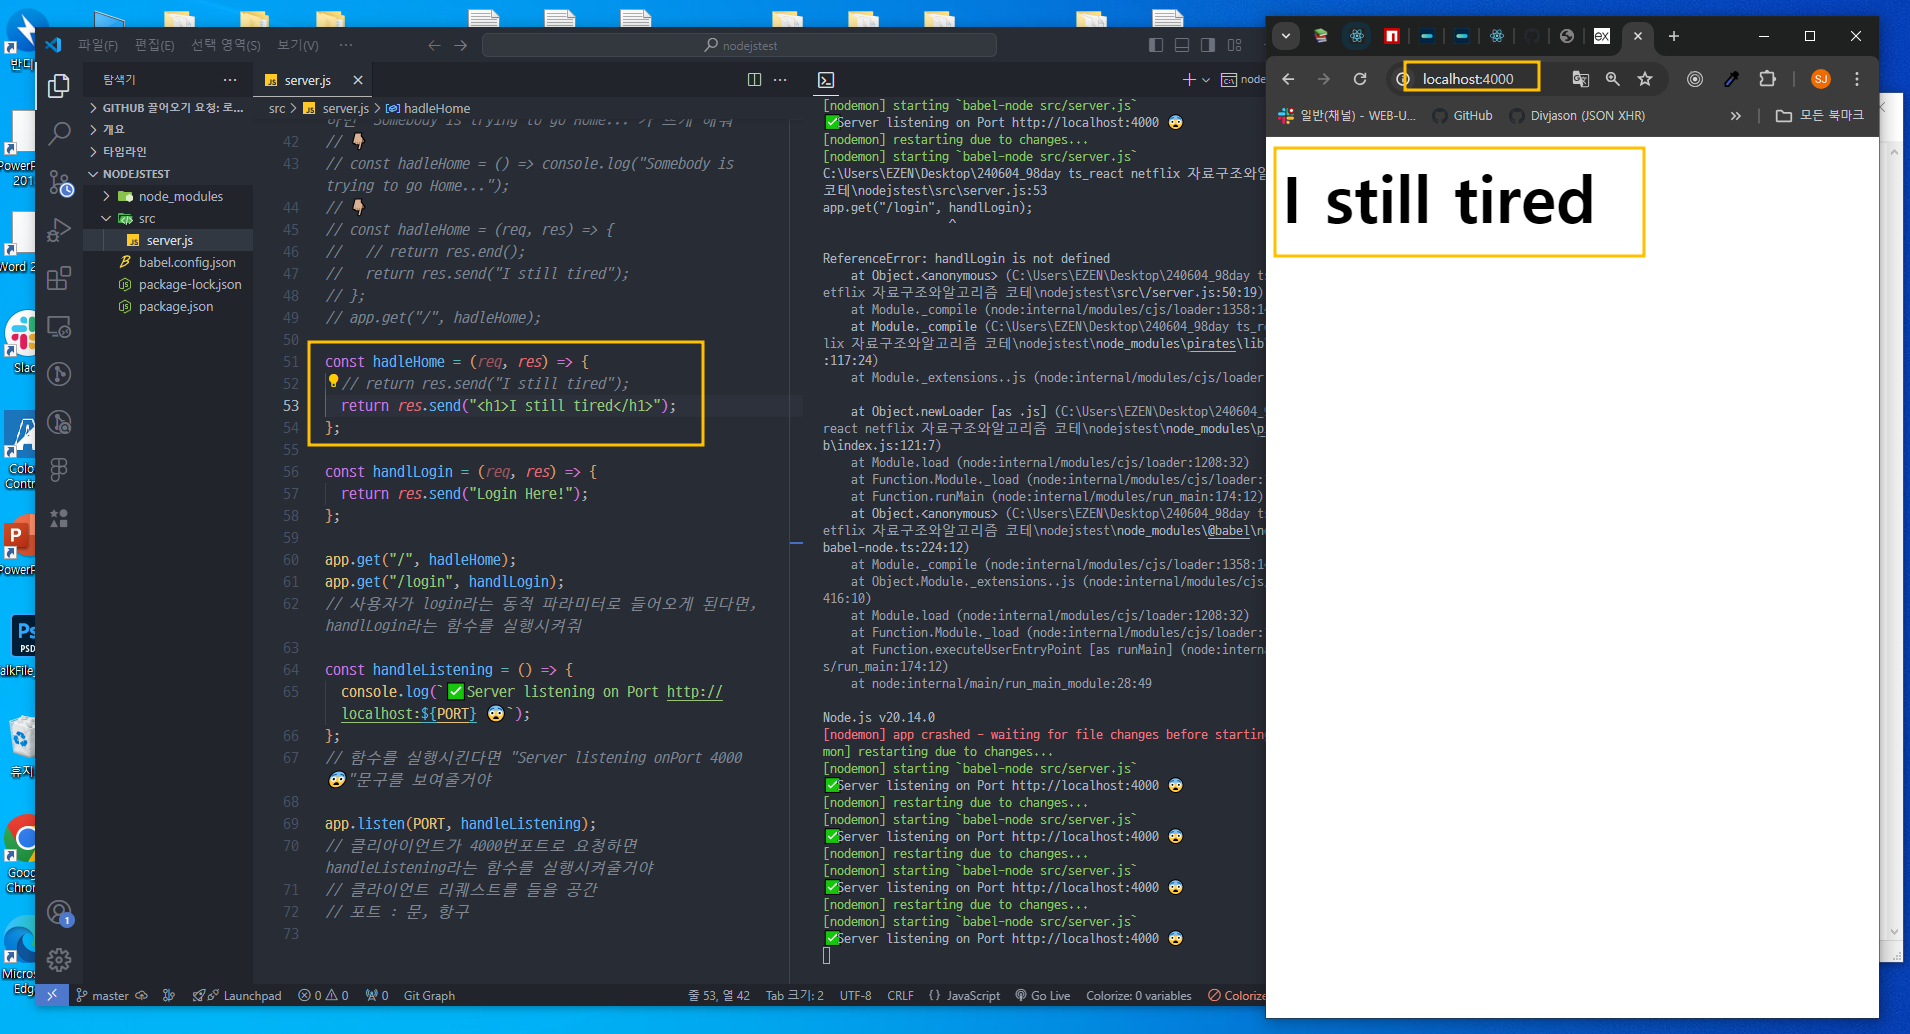 파일(F) 편집(E) 선택 영역(S) 보기(V) ···
nodejstest
탐색기
GITHUB 끌어오기 요청: 로...
개요
타임라인
NODEJSTEST
node_modules
src
server.js
babel.config.json
package-lock.json
package.json
server.js
src > server.js > hadleHome
42 // 👇
43 // const hadleHome = () => console.log("Somebody is
trying to go Home...");
44 // 👇
45 // const hadleHome = (req, res) => {
46 //   // return res.end();
47 //   return res.send("I still tired");
48 // };
49 // app.get("/", hadleHome);
50
51 const hadleHome = (req, res) => {
52 // return res.send("I still tired");
53 return res.send("<h1>I still tired</h1>");
54 };
55
56 const handlLogin = (req, res) => {
57 return res.send("Login Here!");
58 };
59
60 app.get("/", hadleHome);
61 app.get("/login", handlLogin);
62 // 사용자가 login라는 동적 파라미터로 들어오게 된다면,
handlLogin라는 함수를 실행시켜줘
63
64 const handleListening = () => {
65 console.log(`✅Server listening on Port http://
localhost:${PORT} 😨`);
66 };
67 // 함수를 실행시킨다면 "Server listening onPort 4000
😨"문구를 보여줄거야
68
69 app.listen(PORT, handleListening);
70 // 클리아이언트가 4000번포트로 요청하면
handleListening라는 함수를 실행시켜줄거야
71 // 클라이언트 리퀘스트를 들을 공간
72 // 포트 : 문, 항구
73
node
[nodemon] starting `babel-node src/server.js`
✅Server listening on Port http://localhost:4000 😨
[nodemon] restarting due to changes...
[nodemon] starting `babel-node src/server.js`
C:\Users\EZEN\Desktop\240604_98day ts_react netflix 자료구조와알고리즘
코테\nodejstest\src\server.js:53
app.get("/login", handlLogin);
^
ReferenceError: handlLogin is not defined
at Object.<anonymous> (C:\Users\EZEN\Desktop\240604_98day ts
etflix 자료구조와알고리즘 코테\nodejstest\src\/server.js:50:19)
at Module._compile (node:internal/modules/cjs/loader:1358:1
at Module._compile (C:\Users\EZEN\Desktop\240604_98day ts_re
lix 자료구조와알고리즘 코테\nodejstest\node_modules\pirates\lib
:117:24)
at Module._extensions..js (node:internal/modules/cjs/loader
at Object.newLoader [as .js] (C:\Users\EZEN\Desktop\240604_
react netflix 자료구조와알고리즘 코테\nodejstest\node_modules\pi
b\index.js:121:7)
at Module.load (node:internal/modules/cjs/loader:1208:32)
at Function.Module._load (node:internal/modules/cjs/loader:
at Function.runMain (node:internal/modules/run_main:174:12)
at Object.<anonymous> (C:\Users\EZEN\Desktop\240604_98day ts
etflix 자료구조와알고리즘 코테\nodejstest\node_modules\@babel\n
babel-node.ts:224:12)
at Module._compile (node:internal/modules/cjs/loader:1358:1
at Object.Module._extensions..js (node:internal/modules/cjs
416:10)
at Module.load (node:internal/modules/cjs/loader:1208:32)
at Function.Module._load (node:internal/modules/cjs/loader:
at Function.executeUserEntryPoint [as runMain] (node:intern
s/run_main:174:12)
at node:internal/main/run_main_module:28:49
Node.js v20.14.0
[nodemon] app crashed - waiting for file changes before startin
mon] restarting due to changes...
[nodemon] starting `babel-node src/server.js`
✅Server listening on Port http://localhost:4000 😨
[nodemon] restarting due to changes...
[nodemon] starting `babel-node src/server.js`
✅Server listening on Port http://localhost:4000 😨
[nodemon] restarting due to changes...
[nodemon] starting `babel-node src/server.js`
✅Server listening on Port http://localhost:4000 😨
[nodemon] restarting due to changes...
[nodemon] starting `babel-node src/server.js`
✅Server listening on Port http://localhost:4000 😨
master Launchpad 0 0 0 Git Graph 줄 53, 열 42 Tab 크기: 2 UTF-8 CRLF {} JavaScript Go Live Colorize: 0 variables Colorize
ex
localhost:4000
SJ
일반(채널) - WEB-U... GitHub Divjason (JSON XHR) » 모든 북마크
I still tired
반디
PowerP
201
Word 2
Slac
Colo
Contr
PowerP
Ps
PSD
alkFile_
휴지
Goog
Chron
Micros
Edg